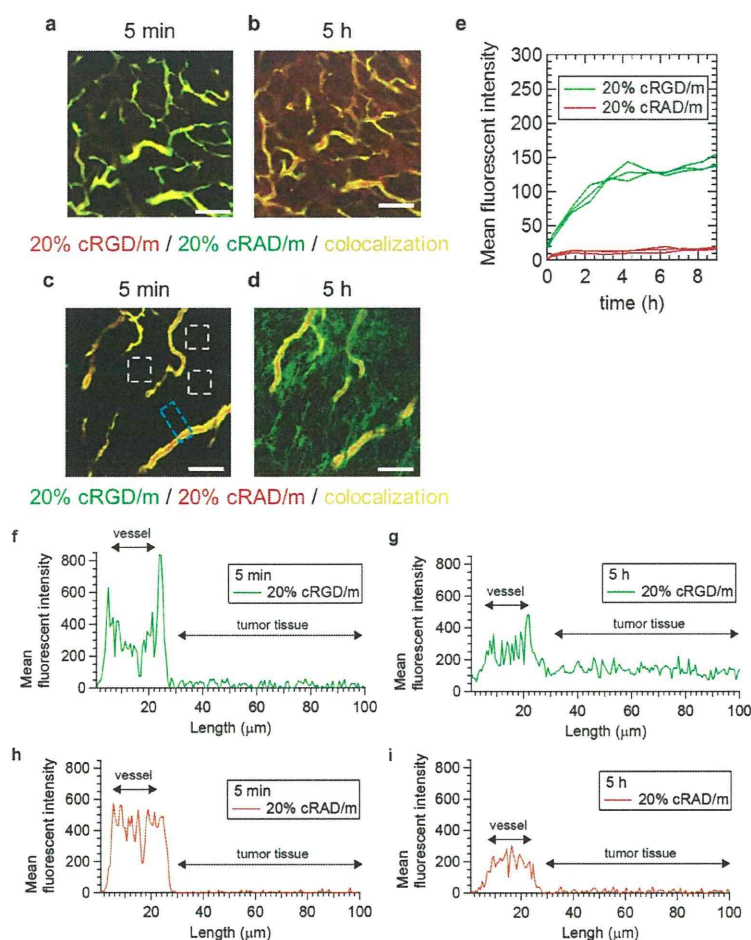 a
5 min
b
5 h
20% cRGD/m / 20% cRAD/m / colocalization
c
5 min
d
5 h
20% cRGD/m / 20% cRAD/m / colocalization
e
Mean fluorescent intensity
300
250
200
150
100
50
0
20% cRGD/m
20% cRAD/m
0 2 4 6 8
time (h)
f
Mean
fluorescent intensity
800
600
400
200
0
vessel
5 min
20% cRGD/m
tumor tissue
0 20 40 60 80 100
Length (μm)
g
Mean
fluorescent intensity
800
600
400
200
0
vessel
5 h
20% cRGD/m
tumor tissue
0 20 40 60 80 100
Length (μm)
h
Mean
fluorescent intensity
800
600
400
200
0
vessel
5 min
20% cRAD/m
tumor tissue
0 20 40 60 80 100
Length (μm)
i
Mean
fluorescent intensity
800
600
400
200
0
vessel
5 h
20% cRAD/m
tumor tissue
0 20 40 60 80 100
Length (μm)